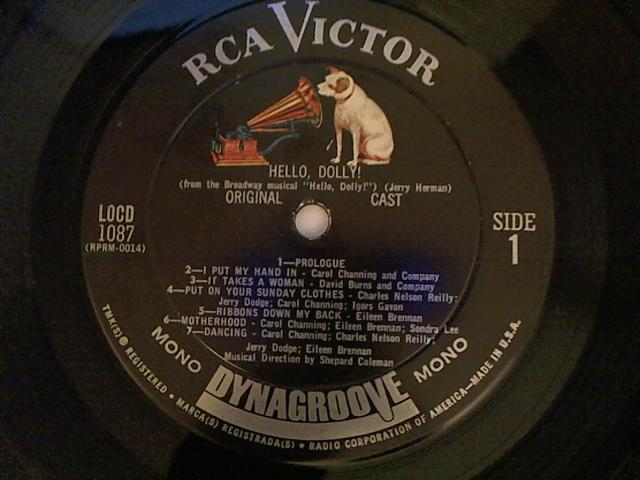 RCA VICTOR
HELLO, DOLLY!
(from the Broadway musical "Hello, Dolly!") (Jerry Herman)
ORIGINAL CAST
LOCD
1087
(RPRM-0014)
SIDE
1
1—PROLOGUE
2—I PUT MY HAND IN - Carol Channing and Company
3—IT TAKES A WOMAN - David Burns and Company
4—PUT ON YOUR SUNDAY CLOTHES - Charles Nelson Reilly;
Jerry Dodge; Carol Channing; Igors Gavon
5—RIBBONS DOWN MY BACK - Eileen Brennan
6—MOTHERHOOD - Carol Channing; Eileen Brennan; Sondra Lee
7—DANCING - Carol Channing; Charles Nelson Reilly;
Jerry Dodge; Eileen Brennan
Musical Direction by Shepard Coleman
MONO DYNAGROOVE MONO
TMK(S) ® REGISTERED • MARCA(S) REGISTRADA(S) • RADIO CORPORATION OF AMERICA—MADE IN U.S.A.